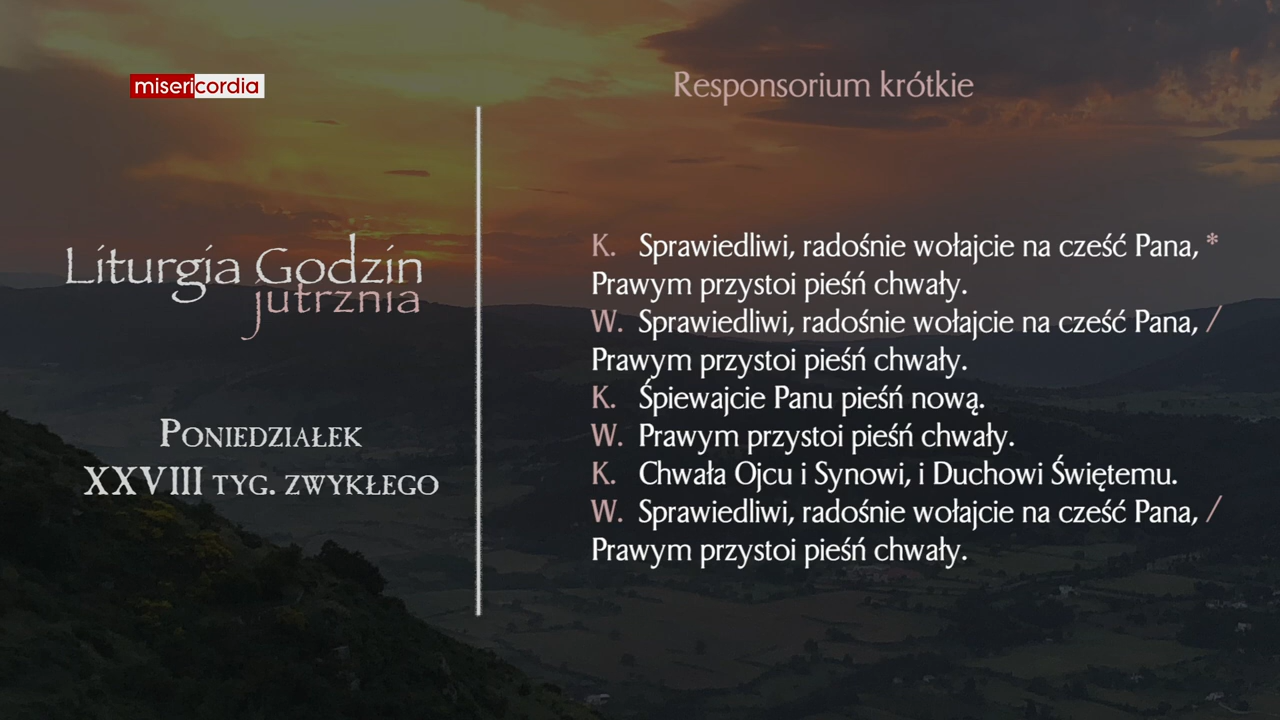 misericordia
Liturgia Godzin
jutrznia
Poniedziałek
XXVIII tyg. zwykłego
Responsorium krótkie
K. Sprawiedliwi, radośnie wołajcie na cześć Pana, *
Prawym przystoi pieśń chwały.
W. Sprawiedliwi, radośnie wołajcie na cześć Pana, /
Prawym przystoi pieśń chwały.
K. Śpiewajcie Panu pieśń nową.
W. Prawym przystoi pieśń chwały.
K. Chwała Ojcu i Synowi, i Duchowi Świętemu.
W. Sprawiedliwi, radośnie wołajcie na cześć Pana, /
Prawym przystoi pieśń chwały.